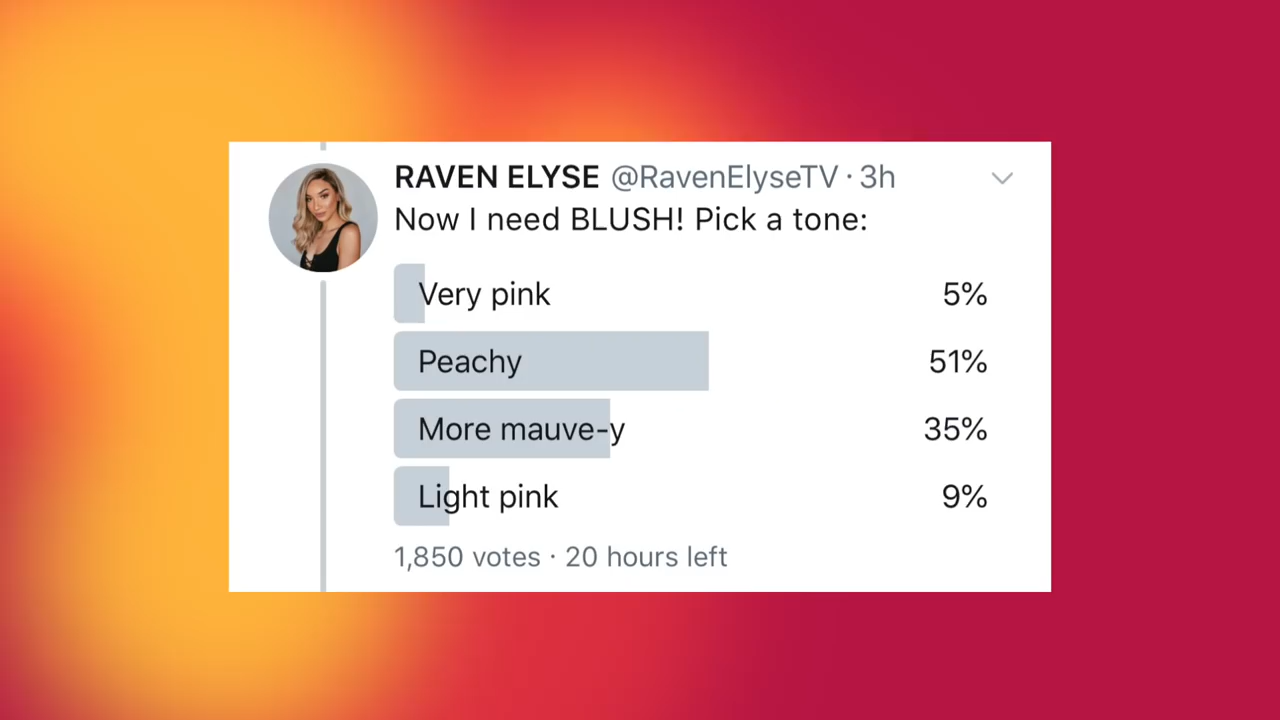 RAVEN ELYSE @RavenElyseTV · 3h
Now I need BLUSH! Pick a tone:
Very pink 5%
Peachy 51%
More mauve-y 35%
Light pink 9%
1,850 votes · 20 hours left